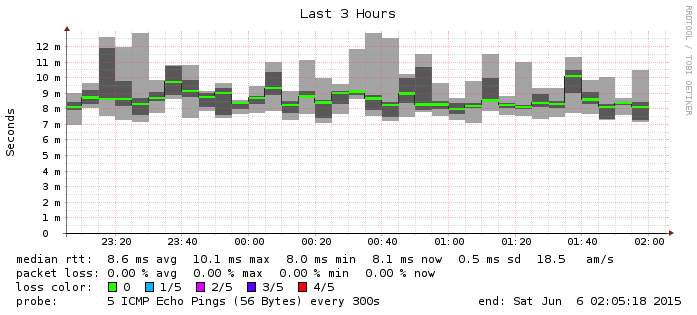 Last 3 Hours
RRDTOOL / TOBI OETIKER
Seconds
12 m
11 m
10 m
9 m
8 m
7 m
6 m
5 m
4 m
3 m
2 m
1 m
0
23:20 23:40 00:00 00:20 00:40 01:00 01:20 01:40 02:00
median rtt: 8.6 ms avg 10.1 ms max 8.0 ms min 8.1 ms now 0.5 ms sd 18.5 am/s
packet loss: 0.00 % avg 0.00 % max 0.00 % min 0.00 % now
loss color: 0 1/5 2/5 3/5 4/5
probe: 5 ICMP Echo Pings (56 Bytes) every 300s end: Sat Jun 6 02:05:18 2015